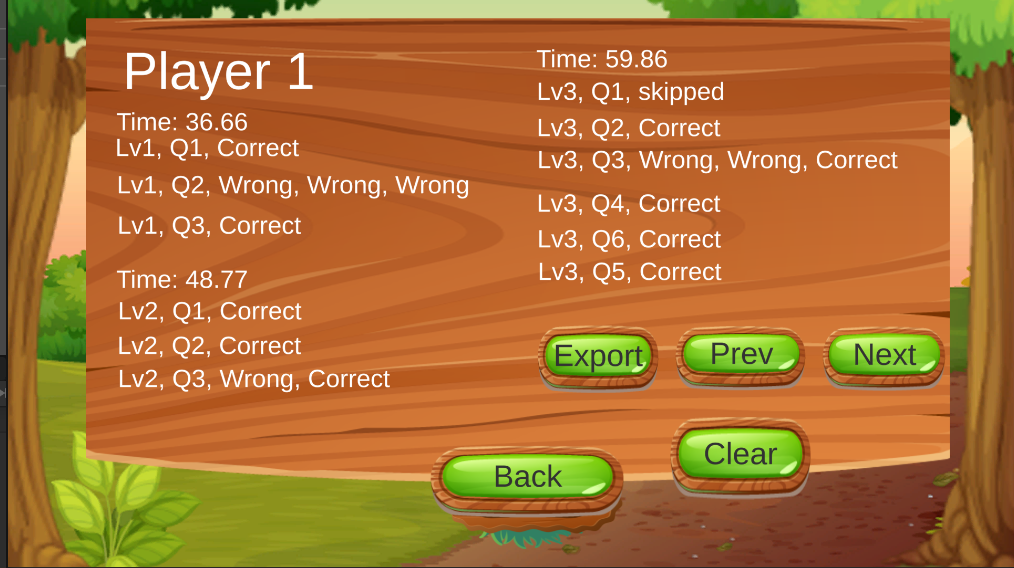 Player 1
Time: 36.66
Lv1, Q1, Correct
Lv1, Q2, Wrong, Wrong, Wrong
Lv1, Q3, Correct
Time: 48.77
Lv2, Q1, Correct
Lv2, Q2, Correct
Lv2, Q3, Wrong, Correct
Time: 59.86
Lv3, Q1, skipped
Lv3, Q2, Correct
Lv3, Q3, Wrong, Wrong, Correct
Lv3, Q4, Correct
Lv3, Q6, Correct
Lv3, Q5, Correct
Export
Prev
Next
Clear
Back